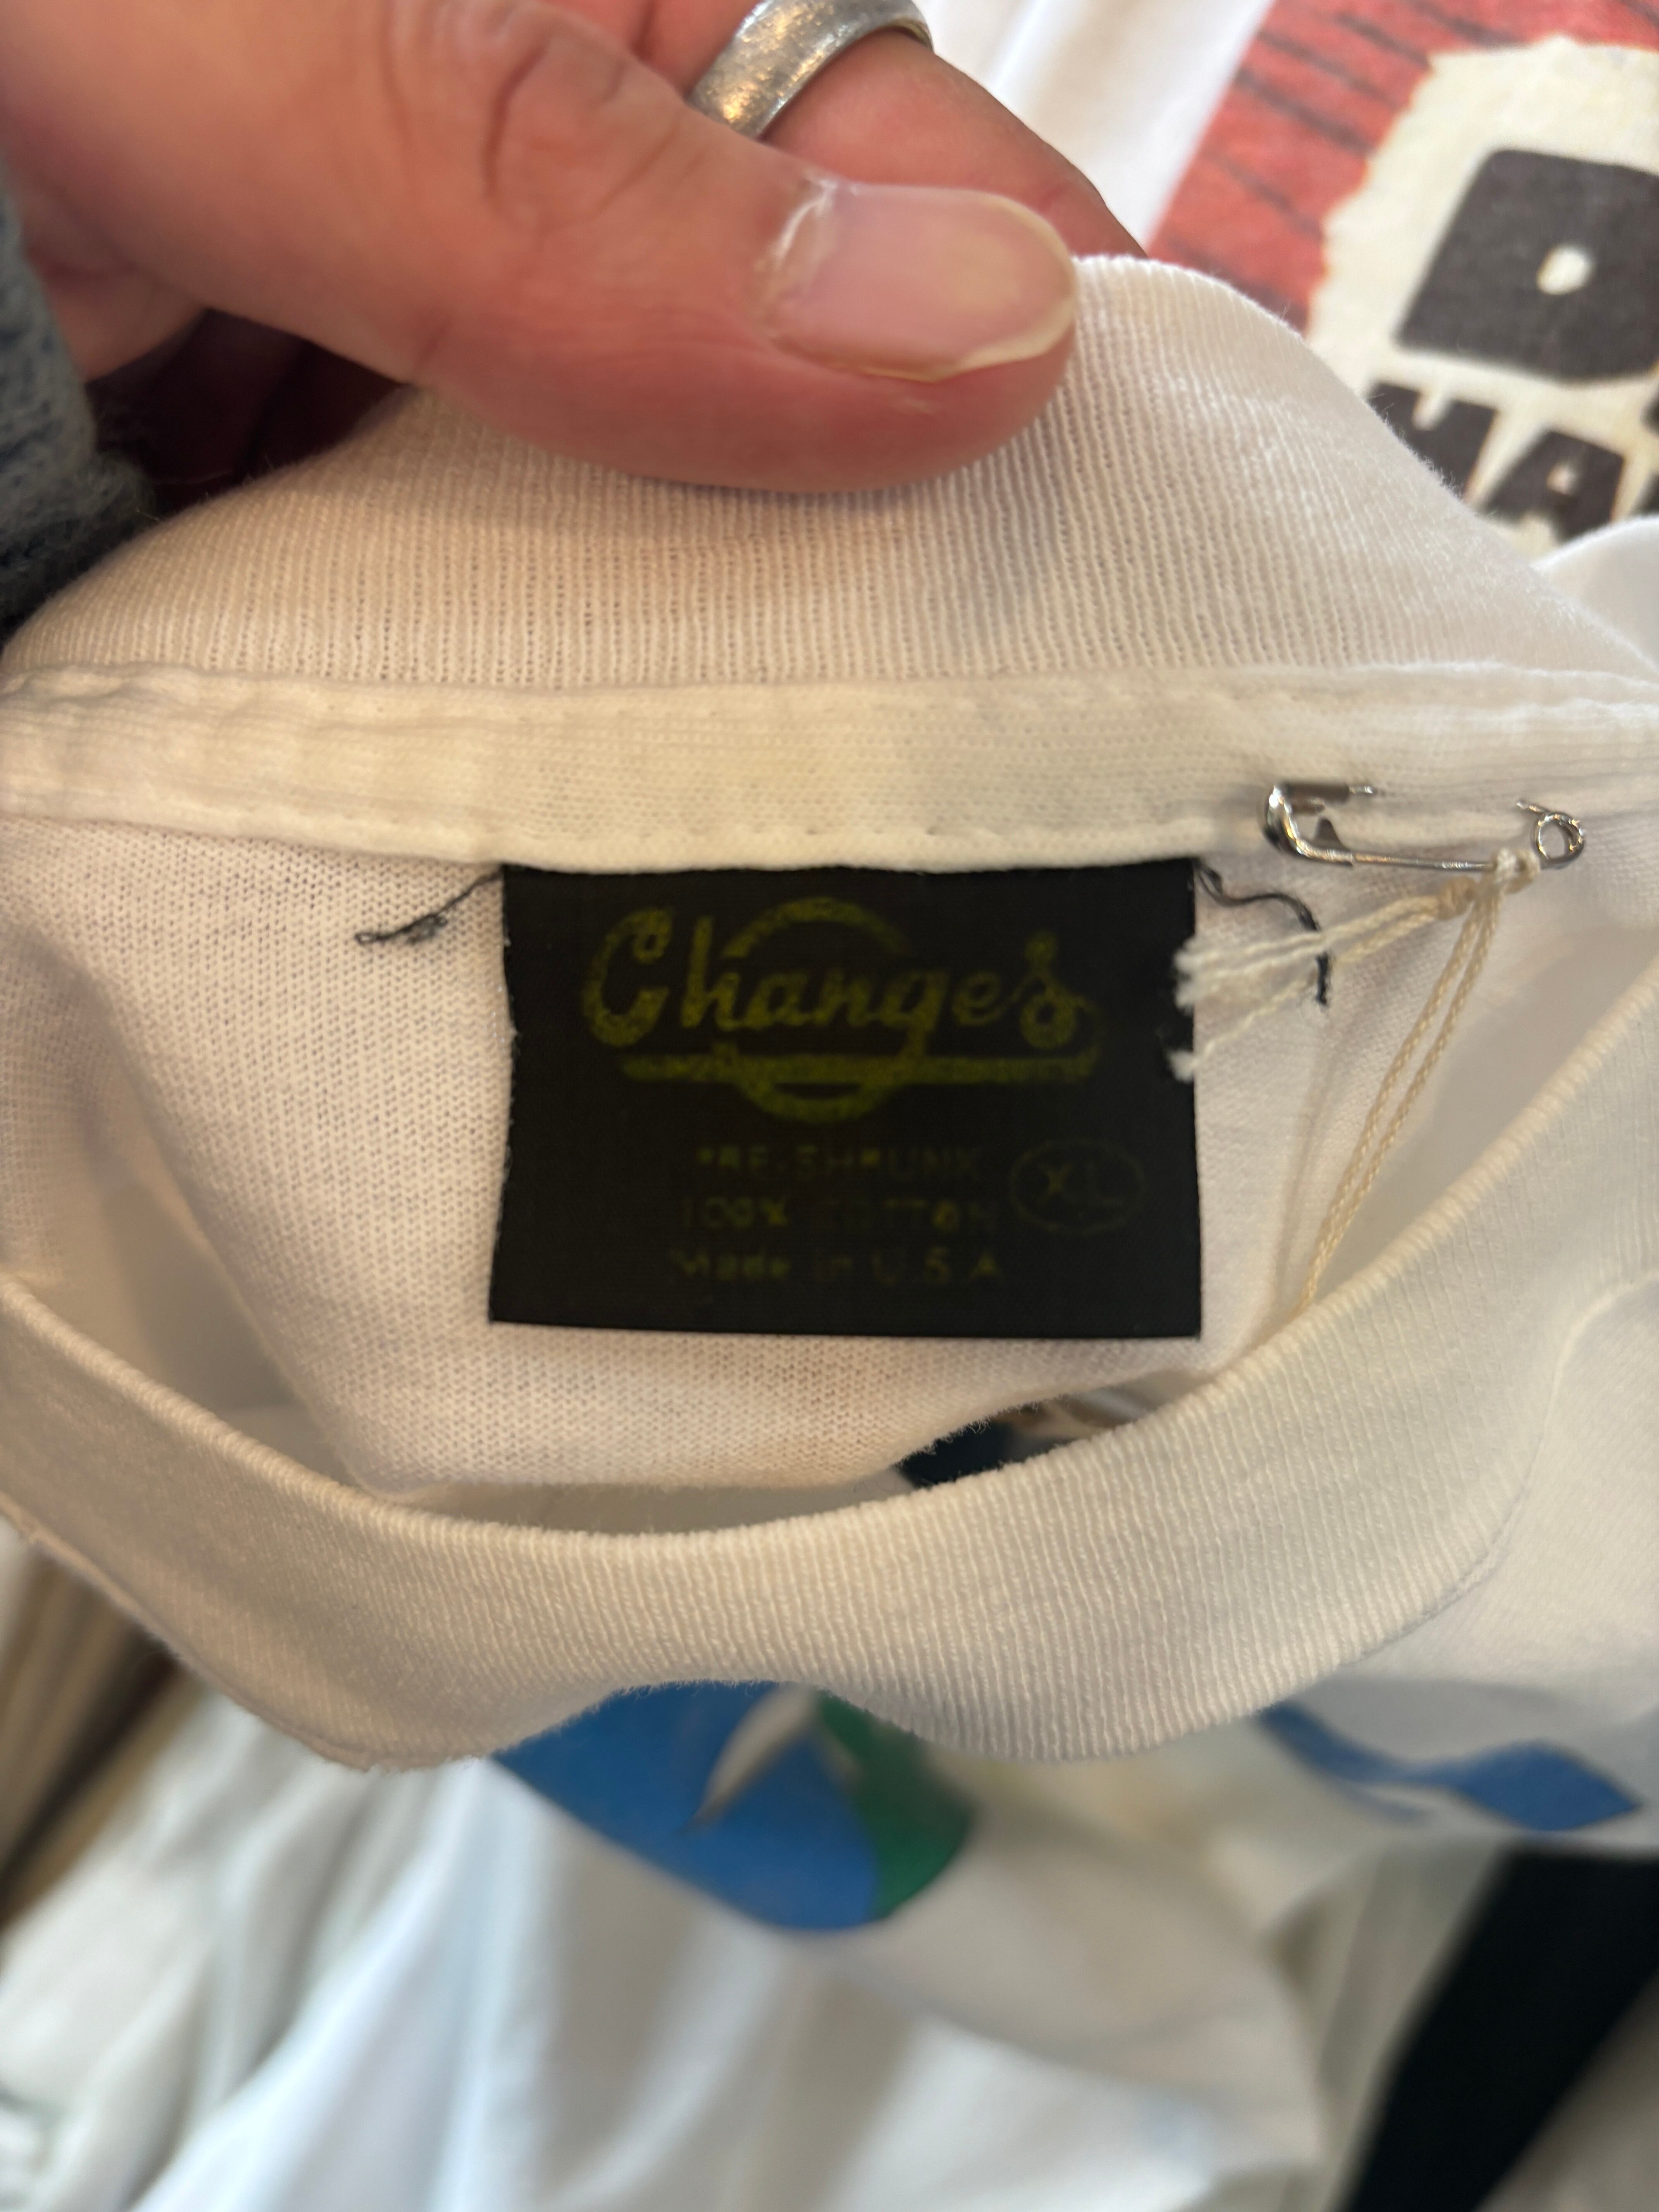 Changes
PRE-SHRUNK
100% COTTON
XL
Made in U.S.A.